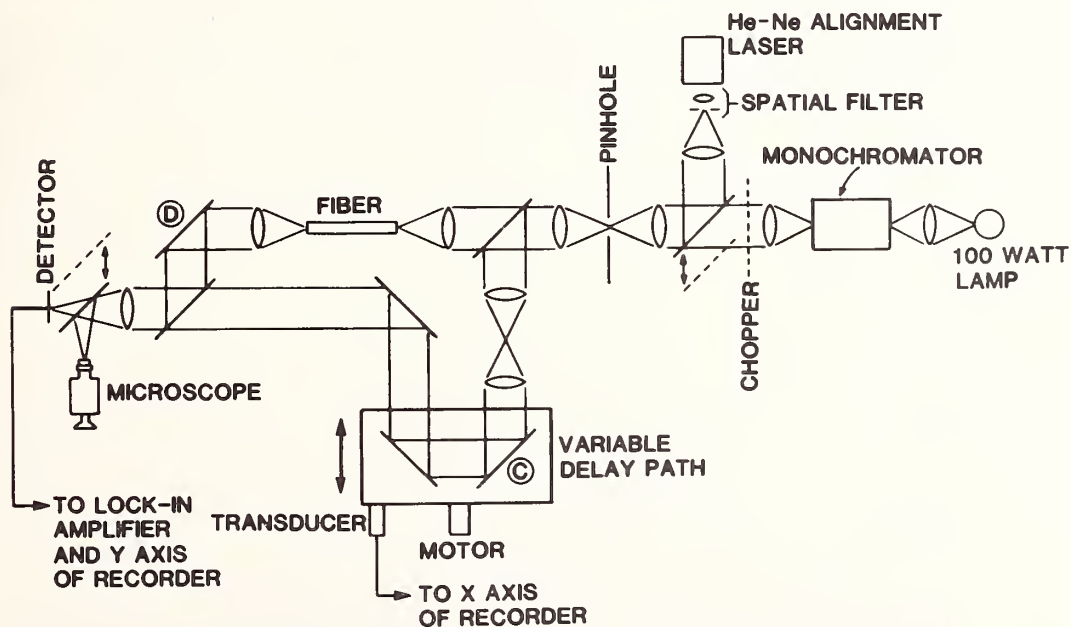 He-Ne ALIGNMENT
LASER
SPATIAL FILTER
PINHOLE
MONOCHROMATOR
DETECTOR
D
FIBER
100 WATT
LAMP
CHOPPER
MICROSCOPE
VARIABLE
DELAY PATH
C
TO LOCK-IN
AMPLIFIER
AND Y AXIS
OF RECORDER
TRANSDUCER
MOTOR
TO X AXIS
OF RECORDER